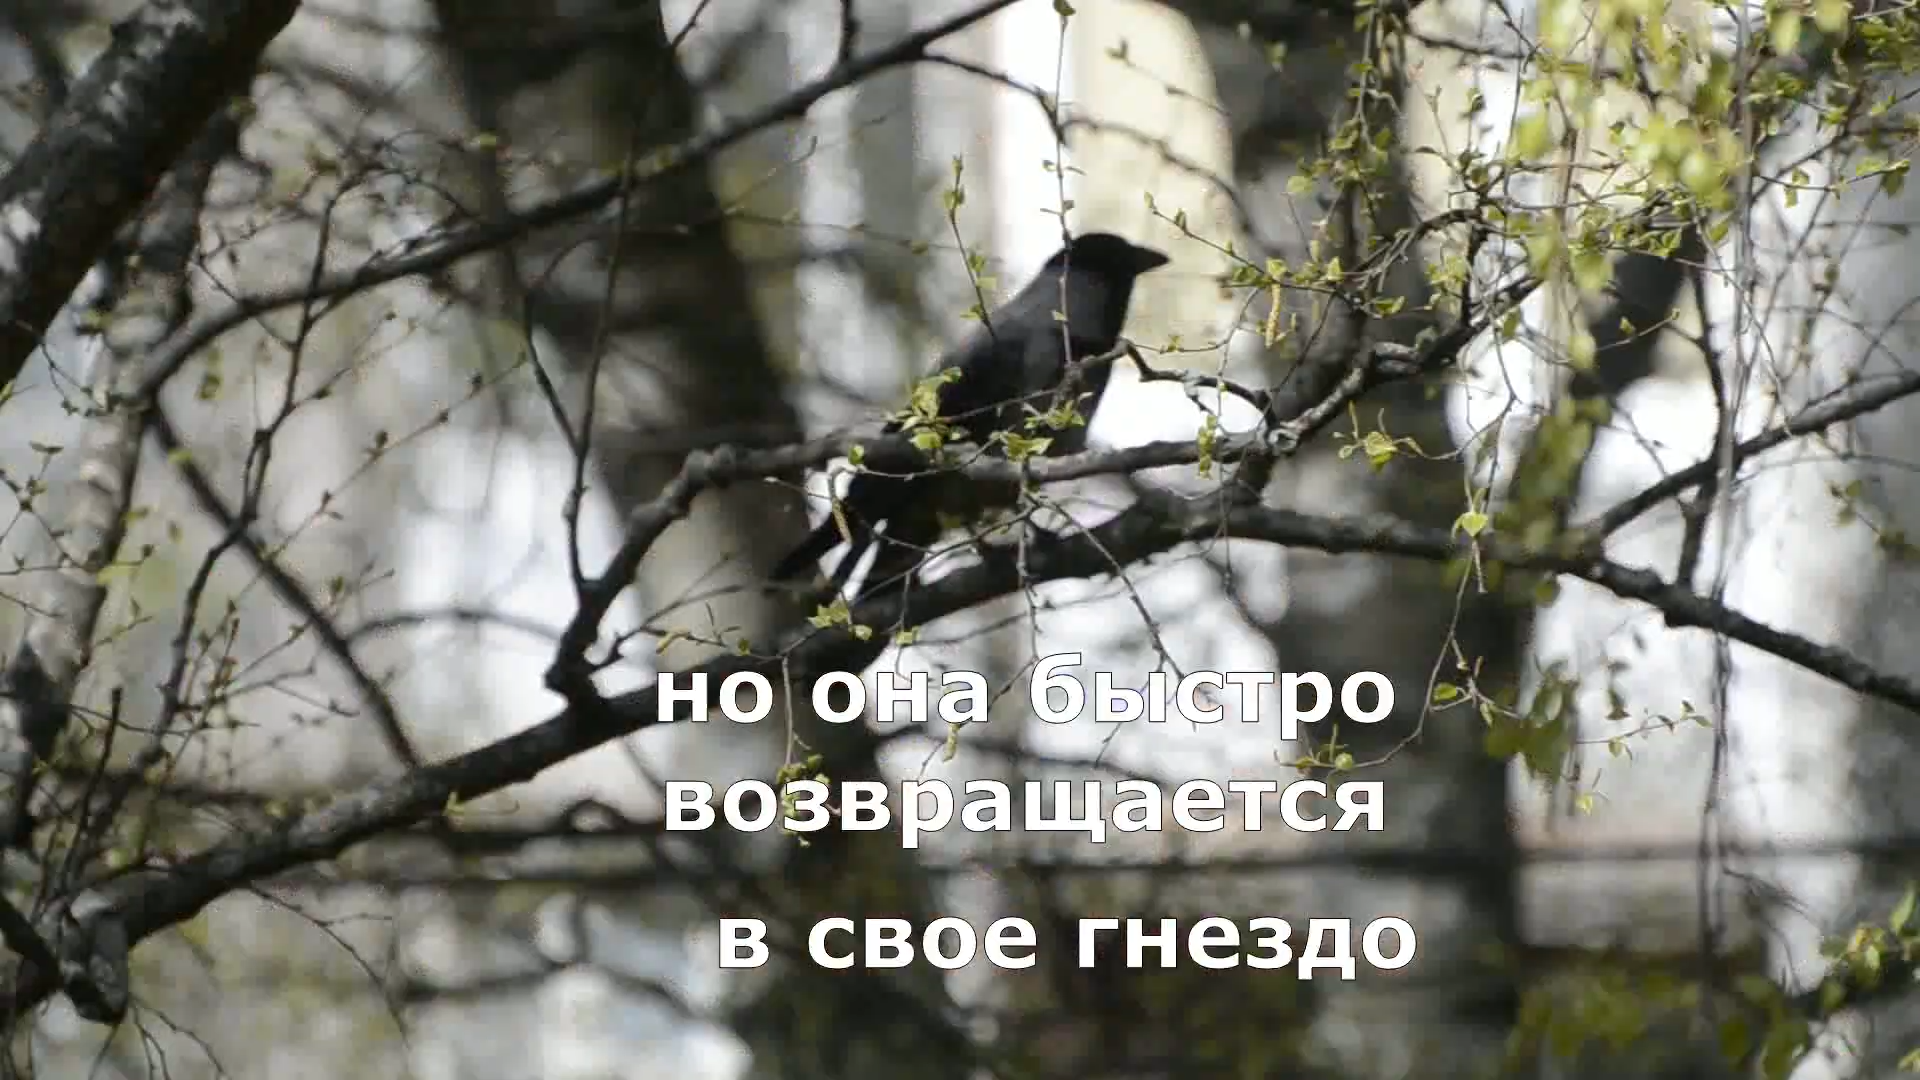 но она быстро
возвращается
в свое гнездо